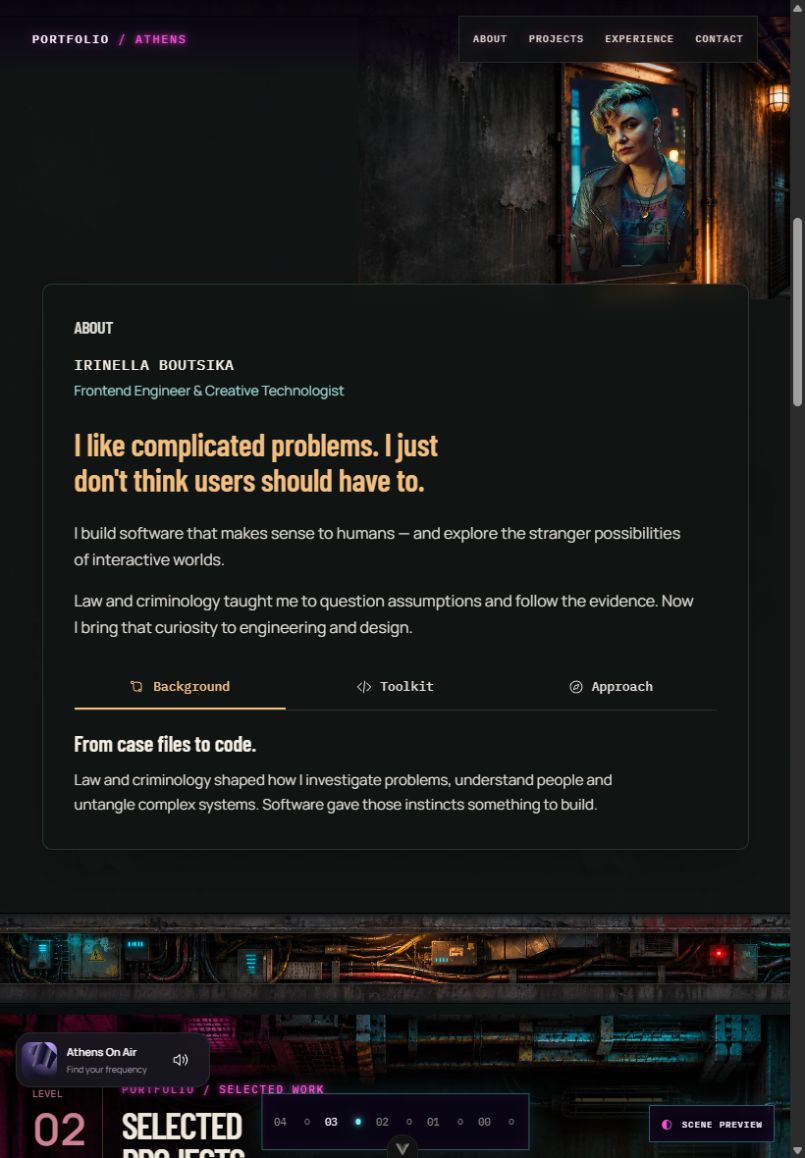 PORTFOLIO / ATHENS
ABOUT PROJECTS EXPERIENCE CONTACT
ABOUT
IRINELLA BOUTSIKA
Frontend Engineer & Creative Technologist
I like complicated problems. I just
don't think users should have to.
I build software that makes sense to humans — and explore the stranger possibilities
of interactive worlds.
Law and criminology taught me to question assumptions and follow the evidence. Now
I bring that curiosity to engineering and design.
Background
Toolkit
Approach
From case files to code.
Law and criminology shaped how I investigate problems, understand people and
untangle complex systems. Software gave those instincts something to build.
Athens On Air
Find your frequency
LEVEL
02
PORTFOLIO / SELECTED WORK
SELECTED
PROJECTS
04 03 02 01 00
SCENE PREVIEW